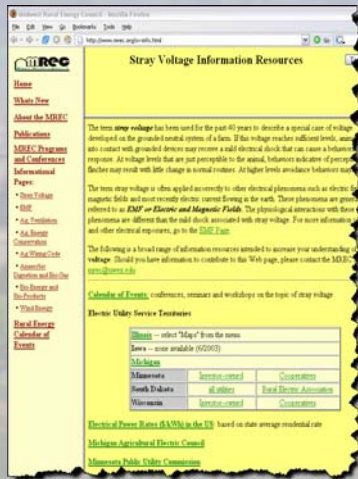 Midwest Rural Energy Council - Mozilla Firefox
File Edit View Go Bookmarks Tools Help
http://www.mrec.org/sv-info.html
MREC
Stray Voltage Information Resources
Home
Whats New
About the MREC
Publications
MREC Programs
and Conferences
Informational
Pages:
• Stray Voltage
• EMF
• Ag Ventilation
• Ag Energy
Conservation
• Ag Wiring Code
• Anaerobic
Digestion and Bio-Gas
• Bio-Energy and
Bio-Products
• Wind Energy
Rural Energy
Calendar of
Events
The term stray voltage has been used for the past 40 years to describe a special case of voltage
developed on the grounded neutral system of a farm. If this voltage reaches sufficient levels, anima
into contact with grounded devices may receive a mild electrical shock that can cause a behavior
response. At voltage levels that are just perceptible to the animal, behaviors indicative of percept
flinches may result with little change in normal routines. At higher levels avoidance behaviors may
The term stray voltage is often applied incorrectly to other electrical phenomena such as electric fi
magnetic fields and most recently electric current flowing in the earth. These phenomena are gener
referred to as EMF or Electric and Magnetic Fields. The physiological interactions with these
phenomena are different than the mild shock associated with stray voltage. For more information
and other electrical exposures, go to the EMF Page.
The following is a broad range of information resources intended to increase your understanding o
voltage. Should you have information to contribute to this Web page, please contact the MREC
mrec@mrec.edu
Calendar of Events: conferences, seminars and workshops on the topic of stray voltage
Electric Utility Service Territories
Illinois -- select "Maps" from the menu
Iowa -- none available (6/2003)
Michigan
Minnesota Investor-owned Cooperatives
South Dakota all utilities Rural Electric Association
Wisconsin Investor-owned Cooperatives
Electrical Power Rates ($/kWh) in the US: based on state average residential rate
Michigan Agricultural Electric Council
Minnesota Public Utility Commission